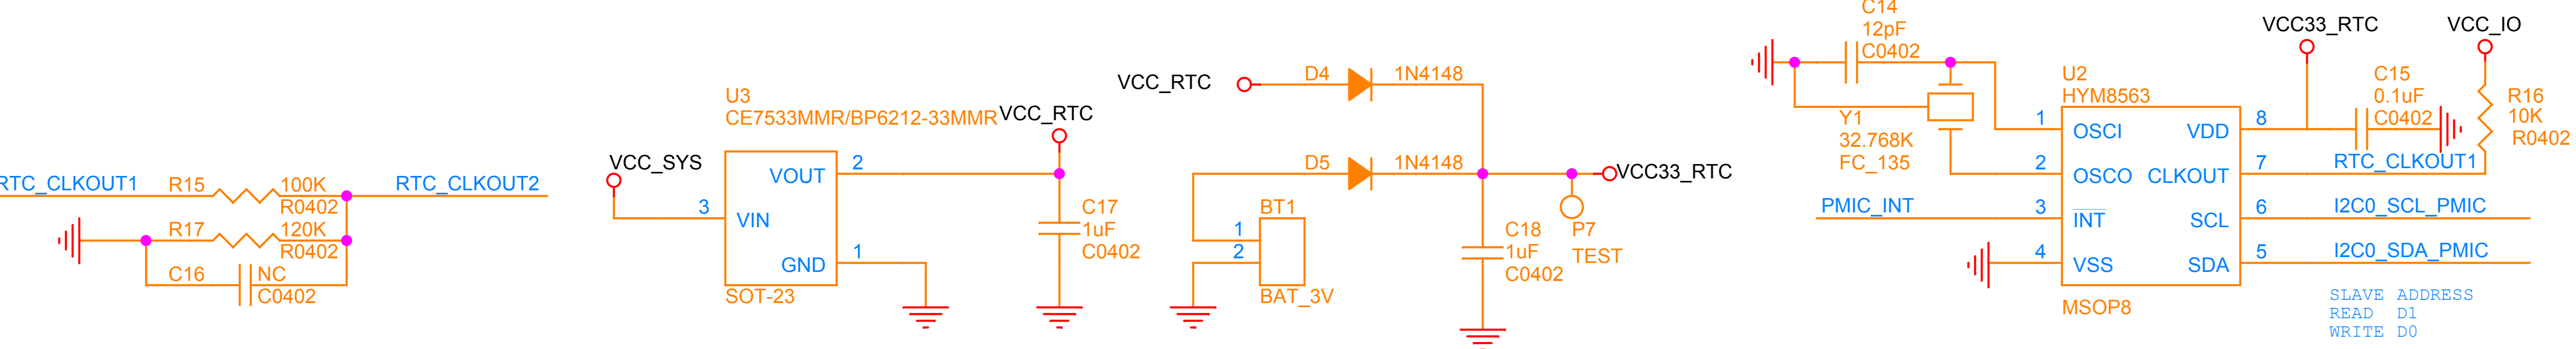 RTC_CLKOUT1
R15
100K
R0402
RTC_CLKOUT2
R17
120K
R0402
C16
NC
C0402
U3
CE7533MMR/BP6212-33MMR
VCC_RTC
VCC_SYS
3
VIN
VOUT
2
GND
1
SOT-23
C17
1uF
C0402
VCC_RTC
D4
1N4148
D5
1N4148
VCC33_RTC
BT1
1
2
BAT_3V
C18
1uF
C0402
P7
TEST
C14
12pF
C0402
Y1
32.768K
FC_135
PMIC_INT
U2
HYM8563
1
OSCI
2
OSCO
3
INT
4
VSS
VDD
8
CLKOUT
7
SCL
6
SDA
5
MSOP8
VCC33_RTC
VCC_IO
C15
0.1uF
C0402
R16
10K
R0402
RTC_CLKOUT1
I2C0_SCL_PMIC
I2C0_SDA_PMIC
SLAVE ADDRESS
READ D1
WRITE D0